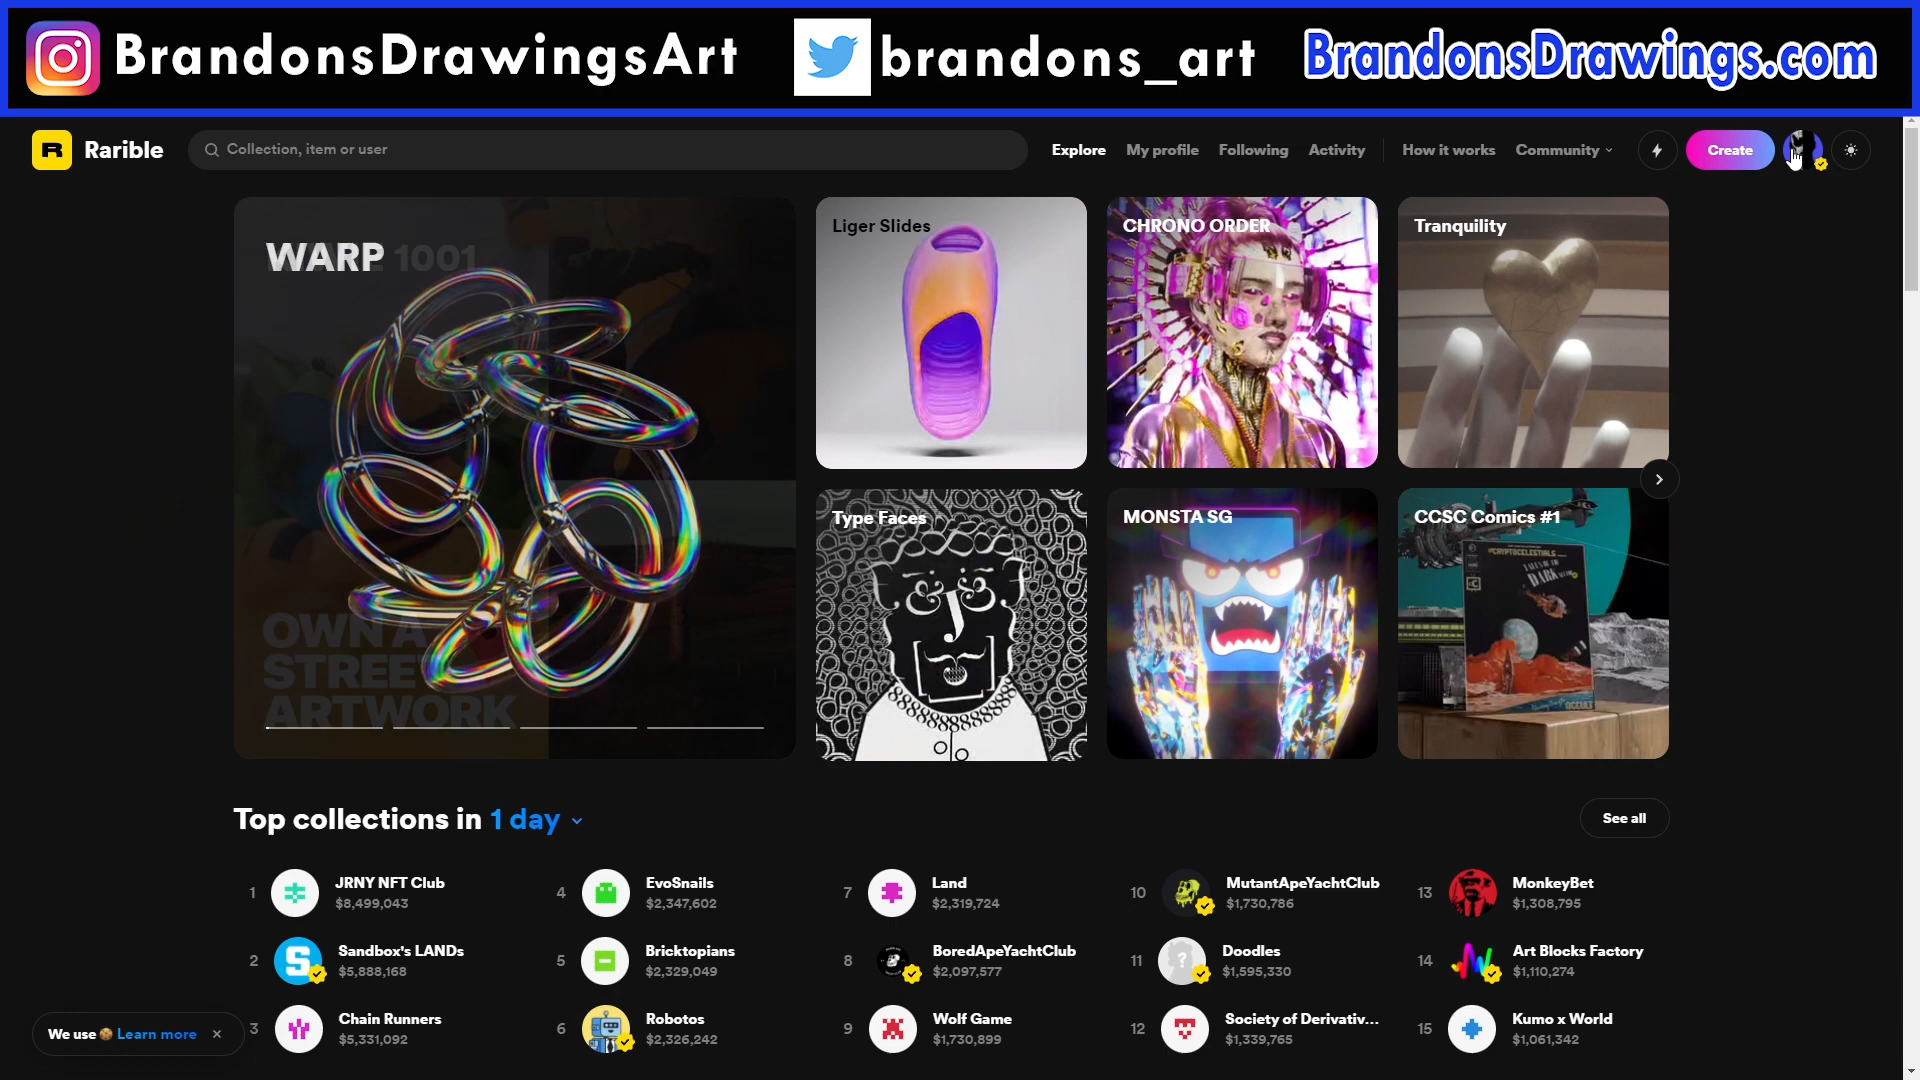 BrandonsDrawingsArt
brandons_art
BrandonsDrawings.com
Rarible
Collection, item or user
Explore
My profile
Following
Activity
How it works
Community
Create
WARP 1001
OWN A
STREET
ARTWORK
Liger Slides
CHRONO ORDER
Tranquility
Type Faces
MONSTA SG
CCSC Comics #1
#CRYPTOCELESTIALS
TALES OF THE
DARK
OCCULT
Top collections in 1 day
See all
1
JRNY NFT Club
$8,499,043
4
EvoSnails
$2,347,602
7
Land
$2,319,724
10
MutantApeYachtClub
$1,730,786
13
MonkeyBet
$1,308,795
2
Sandbox's LANDs
$5,888,168
5
Bricktopians
$2,329,049
8
BoredApeYachtClub
$2,097,577
11
Doodles
$1,595,330
14
Art Blocks Factory
$1,110,274
3
Chain Runners
$5,331,092
6
Robotos
$2,326,242
9
Wolf Game
$1,730,899
12
Society of Derivativ...
$1,339,765
15
Kumo x World
$1,061,342
We use 🍪 Learn more